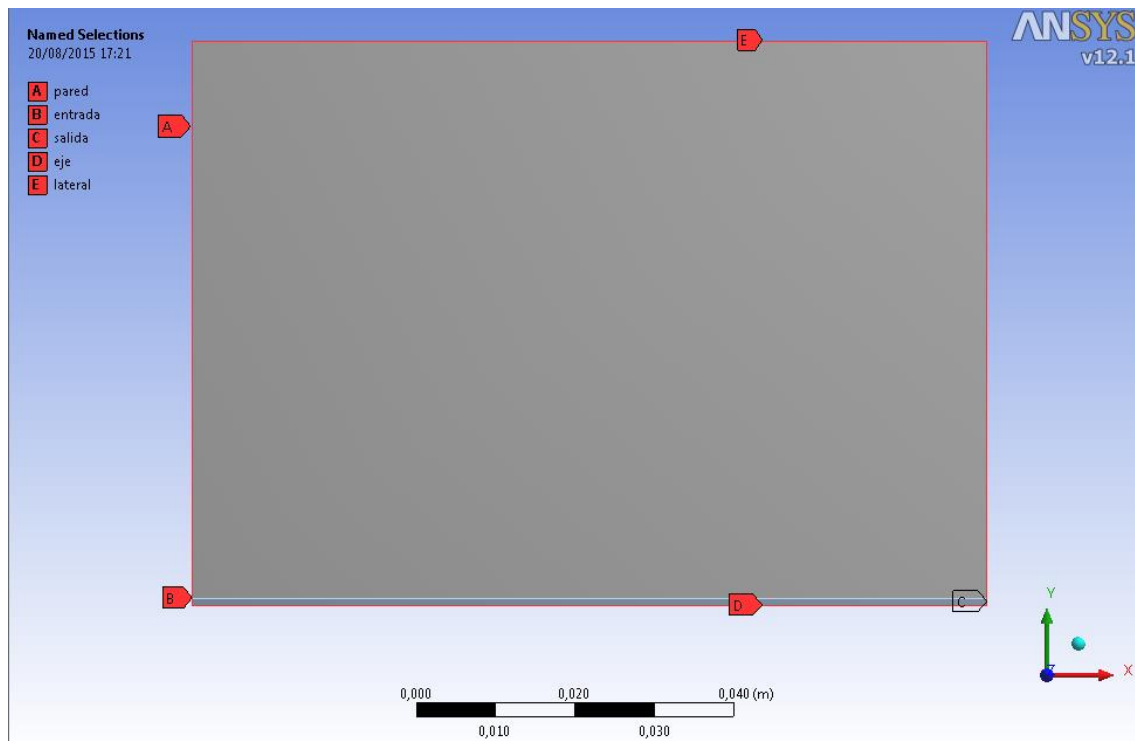 Named Selections
20/08/2015 17:21
A pared
B entrada
C salida
D eje
E lateral
ANSYS
v12.1
E
A
B
D
C
Y
X
Z
0,000
0,020
0,040 (m)
0,010
0,030